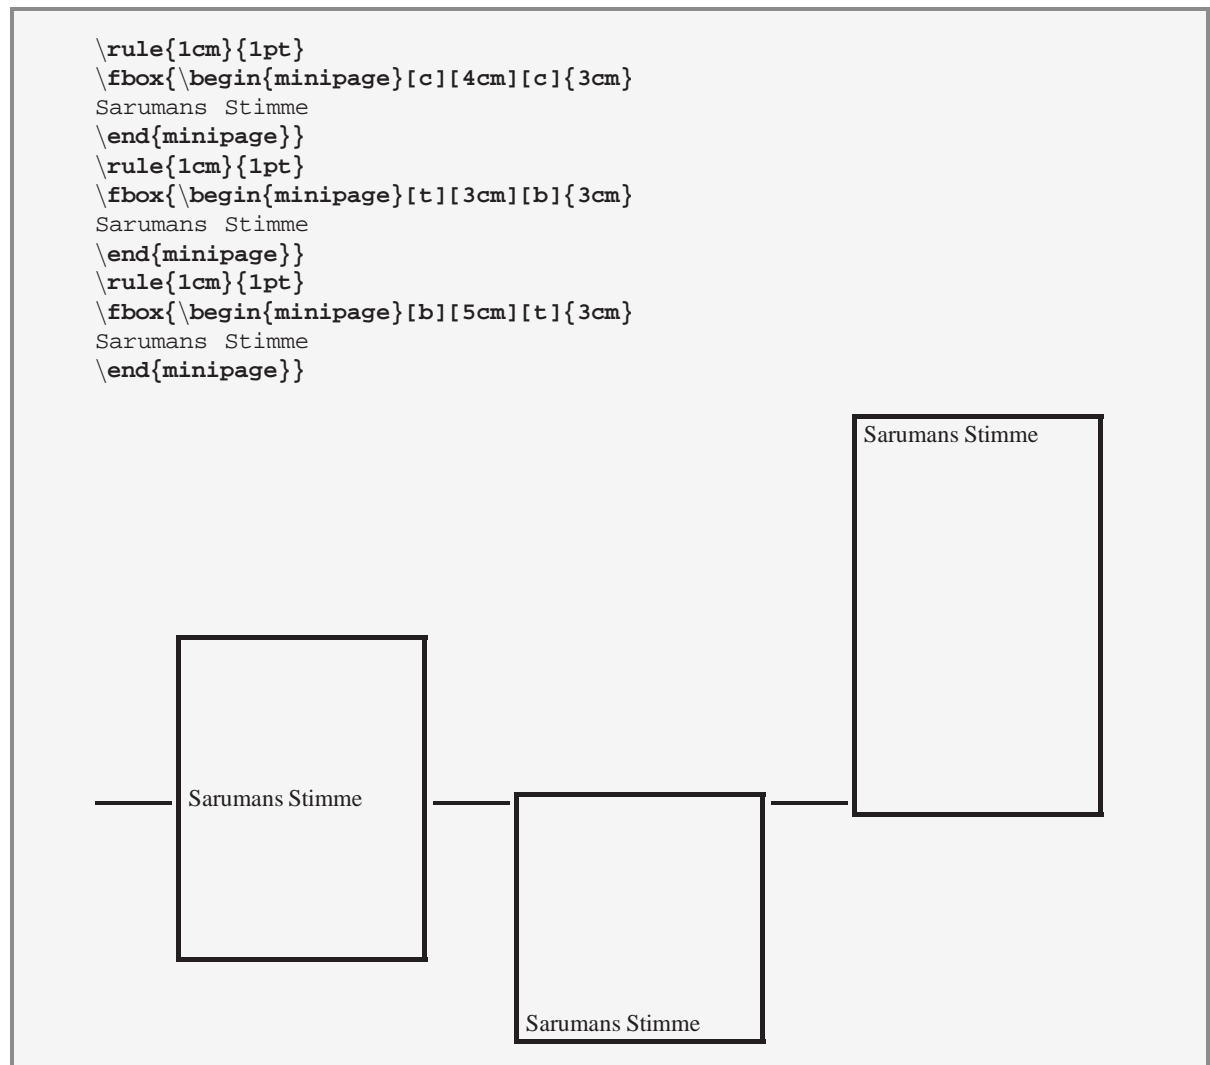 \rule{1cm}{1pt}
\fbox{\begin{minipage}[c][4cm][c]{3cm}
Sarumans Stimme
\end{minipage}}
\rule{1cm}{1pt}
\fbox{\begin{minipage}[t][3cm][b]{3cm}
Sarumans Stimme
\end{minipage}}
\rule{1cm}{1pt}
\fbox{\begin{minipage}[b][5cm][t]{3cm}
Sarumans Stimme
\end{minipage}}
Sarumans Stimme
Sarumans Stimme
Sarumans Stimme